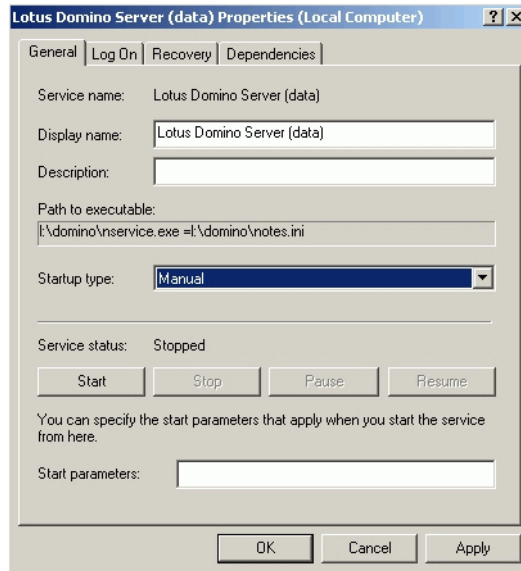 Lotus Domino Server (data) Properties (Local Computer) ? X
General Log On Recovery Dependencies
Service name: Lotus Domino Server (data)
Display name: Lotus Domino Server (data)
Description:
Path to executable:
l:\domino\nservice.exe =l:\domino\notes.ini
Startup type: Manual
Service status: Stopped
Start Stop Pause Resume
You can specify the start parameters that apply when you start the service
from here.
Start parameters:
OK Cancel Apply